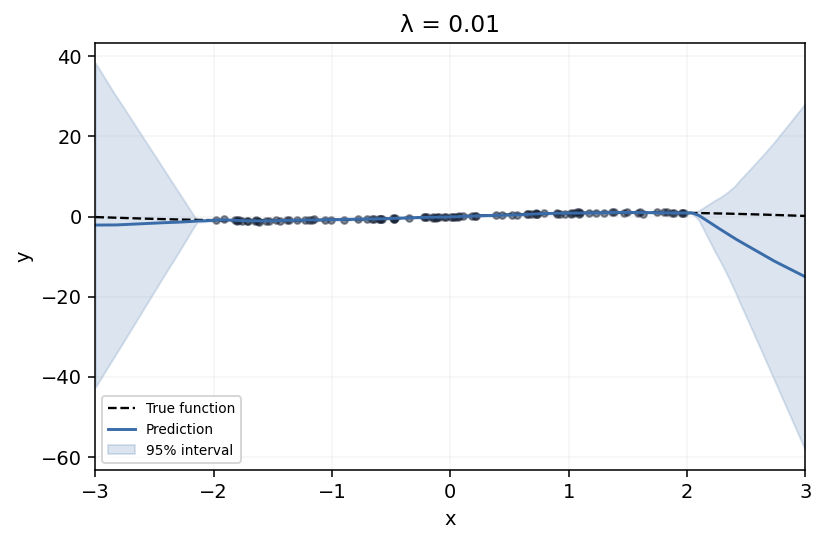 λ = 0.01
40
20
0
−20
−40
−60
y
True function
Prediction
95% interval
−3
−2
−1
0
1
2
3
x